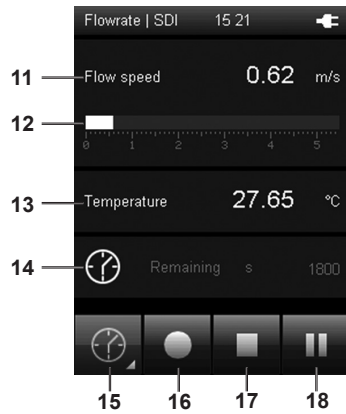 Flowrate | SDI 15 21
11 Flow speed 0.62 m/s
12
0 1 2 3 4 5
13 Temperature 27.65 °C
14 Remaining s 1800
15 16 17 18